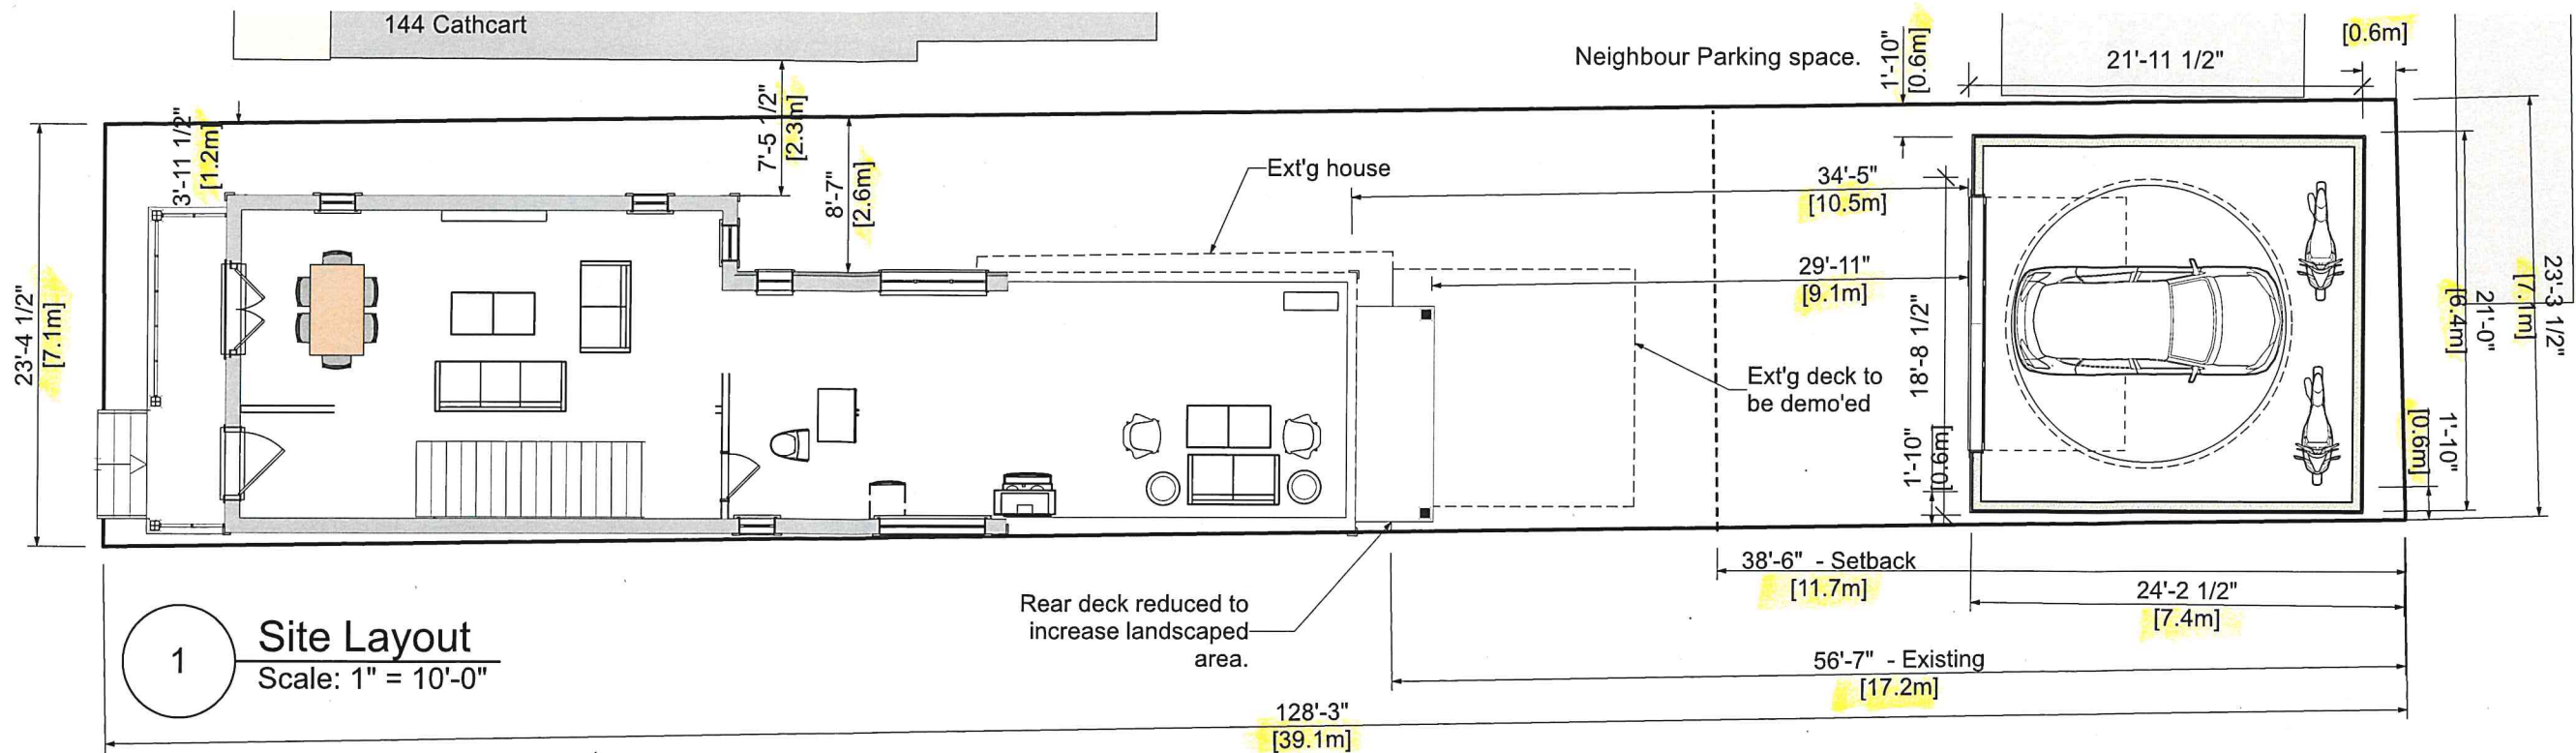 144 Cathcart
Neighbour Parking space.
1'-10"
[0.6m]
21'-11 1/2"
[0.6m]
3'-11 1/2"
[1.2m]
7'-5 1/2"
[2.3m]
8'-7"
[2.6m]
Ext'g house
34'-5"
[10.5m]
29'-11"
[9.1m]
23'-4 1/2"
[7.1m]
18'-8 1/2"
1'-10"
[0.6m]
Ext'g deck to
be demo'ed
23'-3 1/2"
[7.1m]
21'-0"
[6.4m]
1'-10"
[0.6m]
38'-6" - Setback
[11.7m]
24'-2 1/2"
[7.4m]
Rear deck reduced to
increase landscaped
area.
56'-7" - Existing
[17.2m]
128'-3"
[39.1m]
1
Site Layout
Scale: 1" = 10'-0"